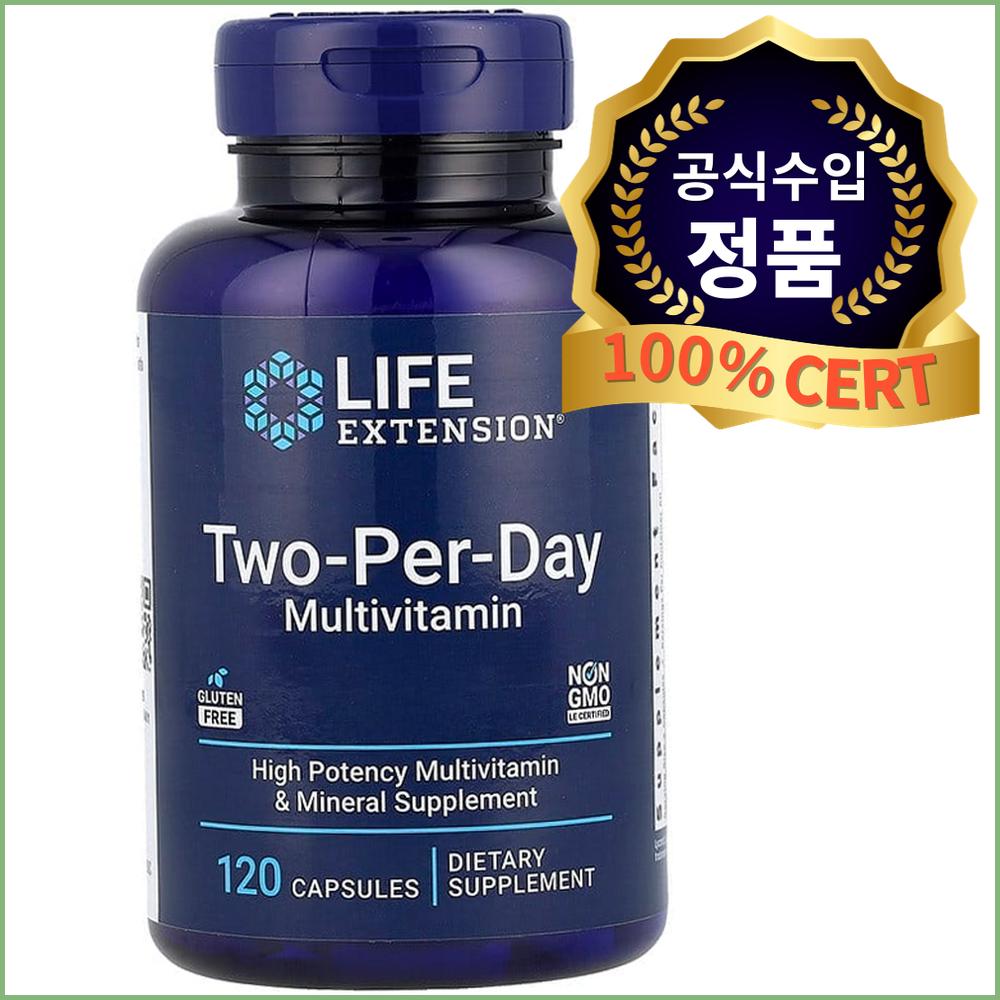 공식수입
정품
100% CERT
LIFE
EXTENSION®
Two-Per-Day
Multivitamin
GLUTEN
FREE
NON
GMO
LE CERTIFIED
High Potency Multivitamin
& Mineral Supplement
120 CAPSULES
DIETARY
SUPPLEMENT